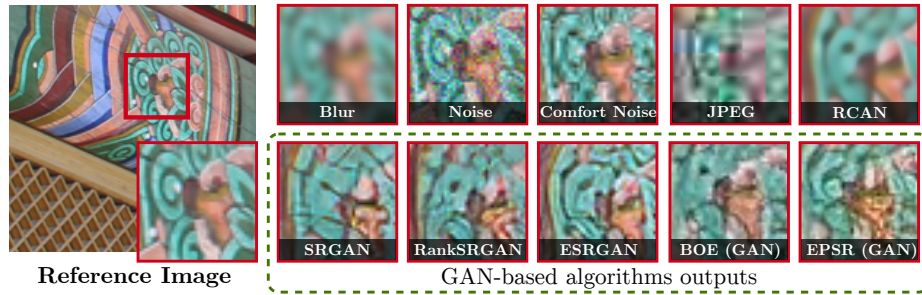 Blur
Noise
Comfort Noise
JPEG
RCAN
SRGAN
RankSRGAN
ESRGAN
BOE (GAN)
EPSR (GAN)
Reference Image
GAN-based algorithms outputs